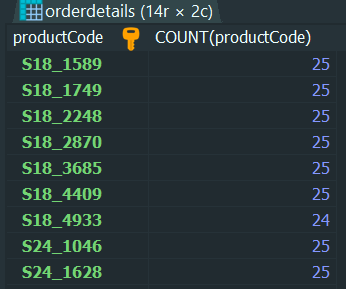 orderdetails (14r × 2c)
productCode COUNT(productCode)
S18_1589 25
S18_1749 25
S18_2248 25
S18_2870 25
S18_3685 25
S18_4409 25
S18_4933 24
S24_1046 25
S24_1628 25